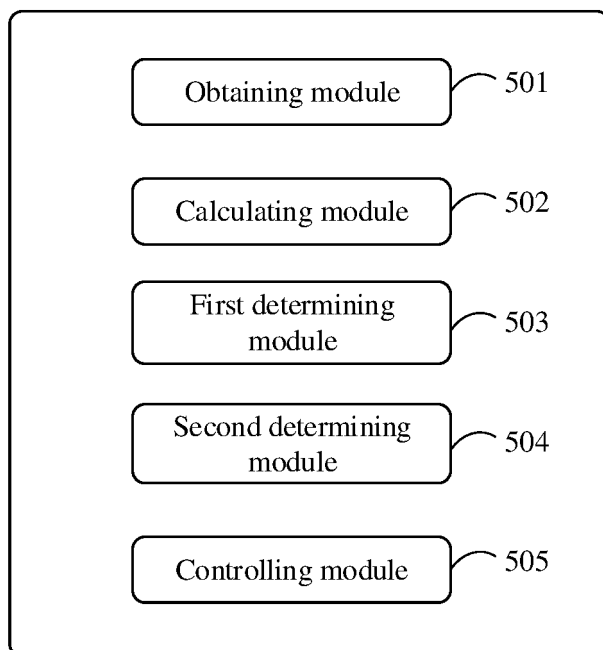 Obtaining module
501
Calculating module
502
First determining
module
503
Second determining
module
504
Controlling module
505